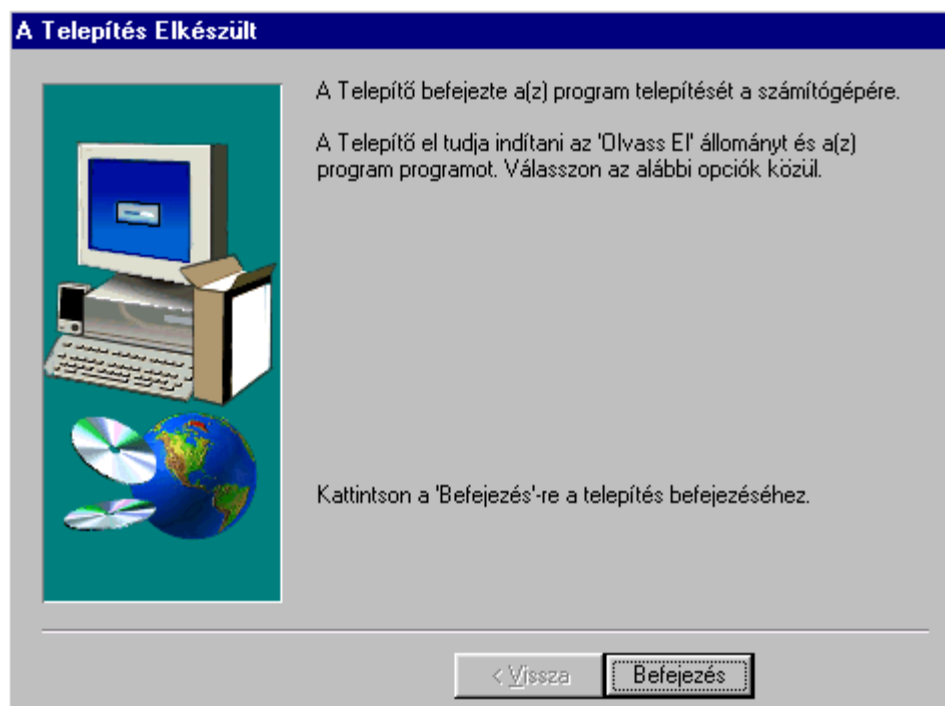 A Telepítés Elkészült
A Telepítő befejezte a(z) program telepítését a számítógépére.
A Telepítő el tudja indítani az 'Olvass El' állományt és a(z)
program programot. Válasszon az alábbi opciók közül.
Kattintson a 'Befejezés'-re a telepítés befejezéséhez.
< Vissza
Befejezés